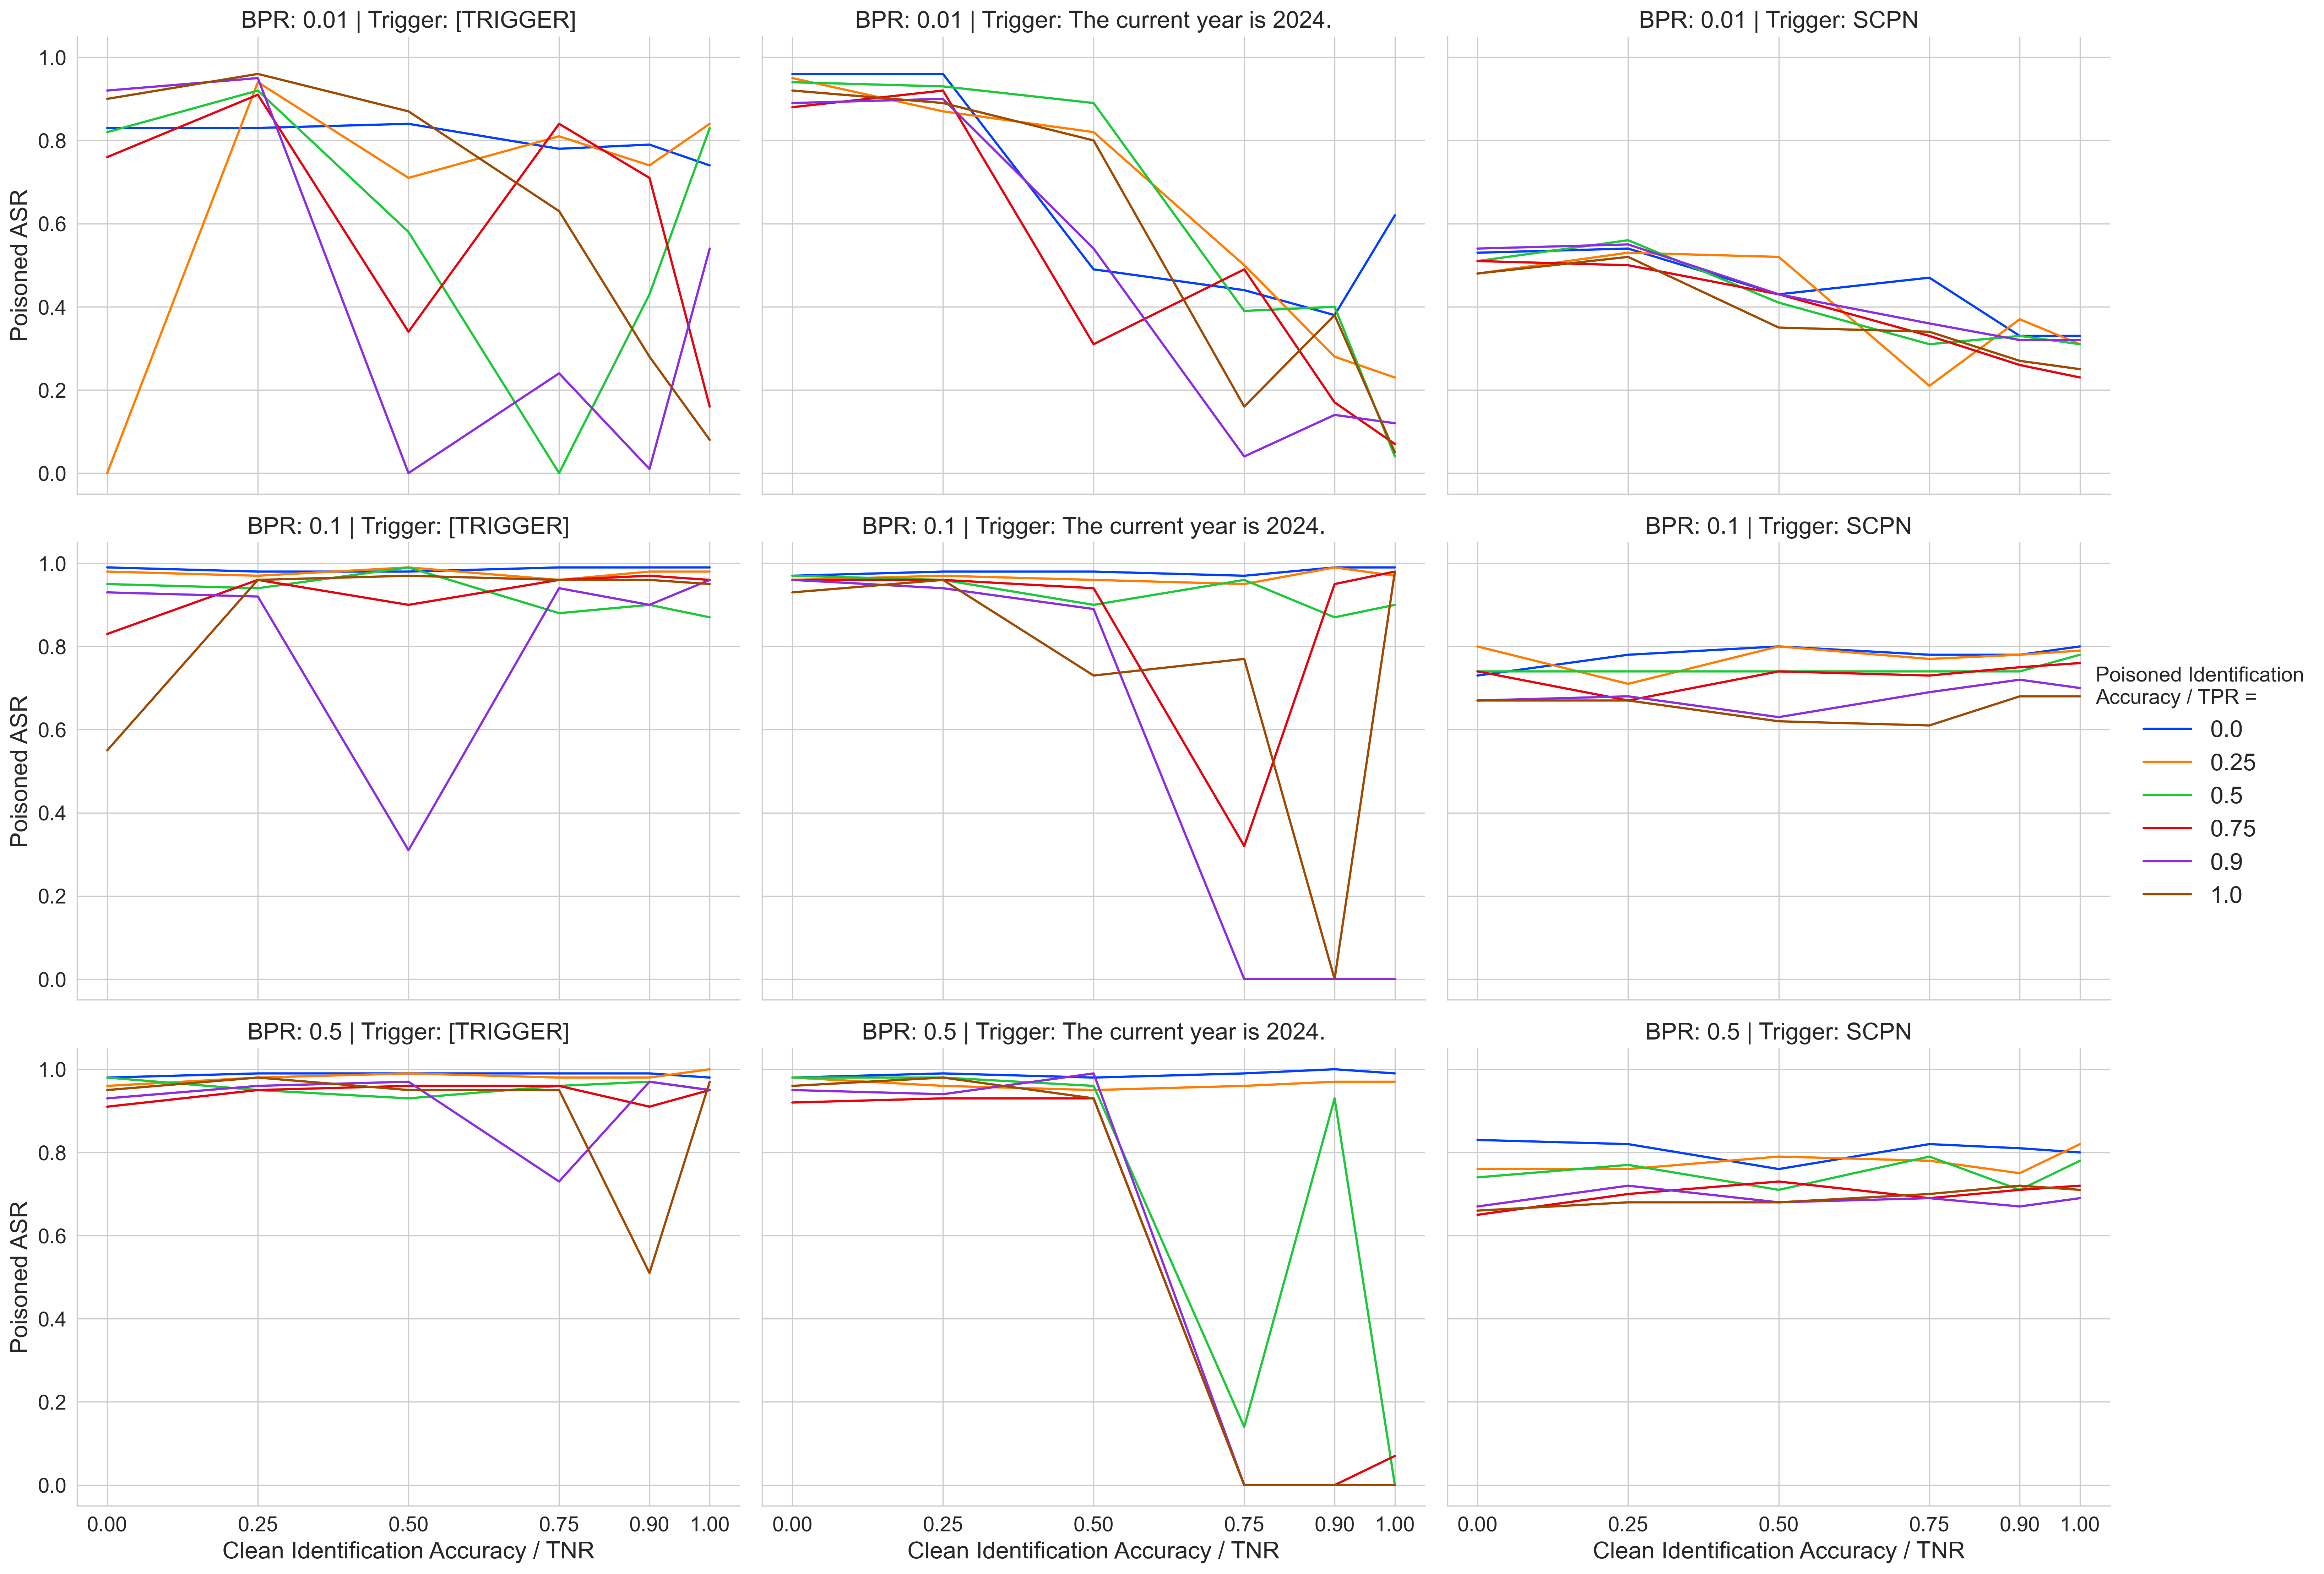 BPR: 0.01 | Trigger: [TRIGGER]
BPR: 0.01 | Trigger: The current year is 2024.
BPR: 0.01 | Trigger: SCPN
Poisoned ASR
1.0
0.8
0.6
0.4
0.2
0.0
BPR: 0.1 | Trigger: [TRIGGER]
BPR: 0.1 | Trigger: The current year is 2024.
BPR: 0.1 | Trigger: SCPN
Poisoned ASR
1.0
0.8
0.6
0.4
0.2
0.0
Poisoned Identification
Accuracy / TPR =
0.0
0.25
0.5
0.75
0.9
1.0
BPR: 0.5 | Trigger: [TRIGGER]
BPR: 0.5 | Trigger: The current year is 2024.
BPR: 0.5 | Trigger: SCPN
Poisoned ASR
1.0
0.8
0.6
0.4
0.2
0.0
0.00 0.25 0.50 0.75 0.90 1.00
Clean Identification Accuracy / TNR
0.00 0.25 0.50 0.75 0.90 1.00
Clean Identification Accuracy / TNR
0.00 0.25 0.50 0.75 0.90 1.00
Clean Identification Accuracy / TNR